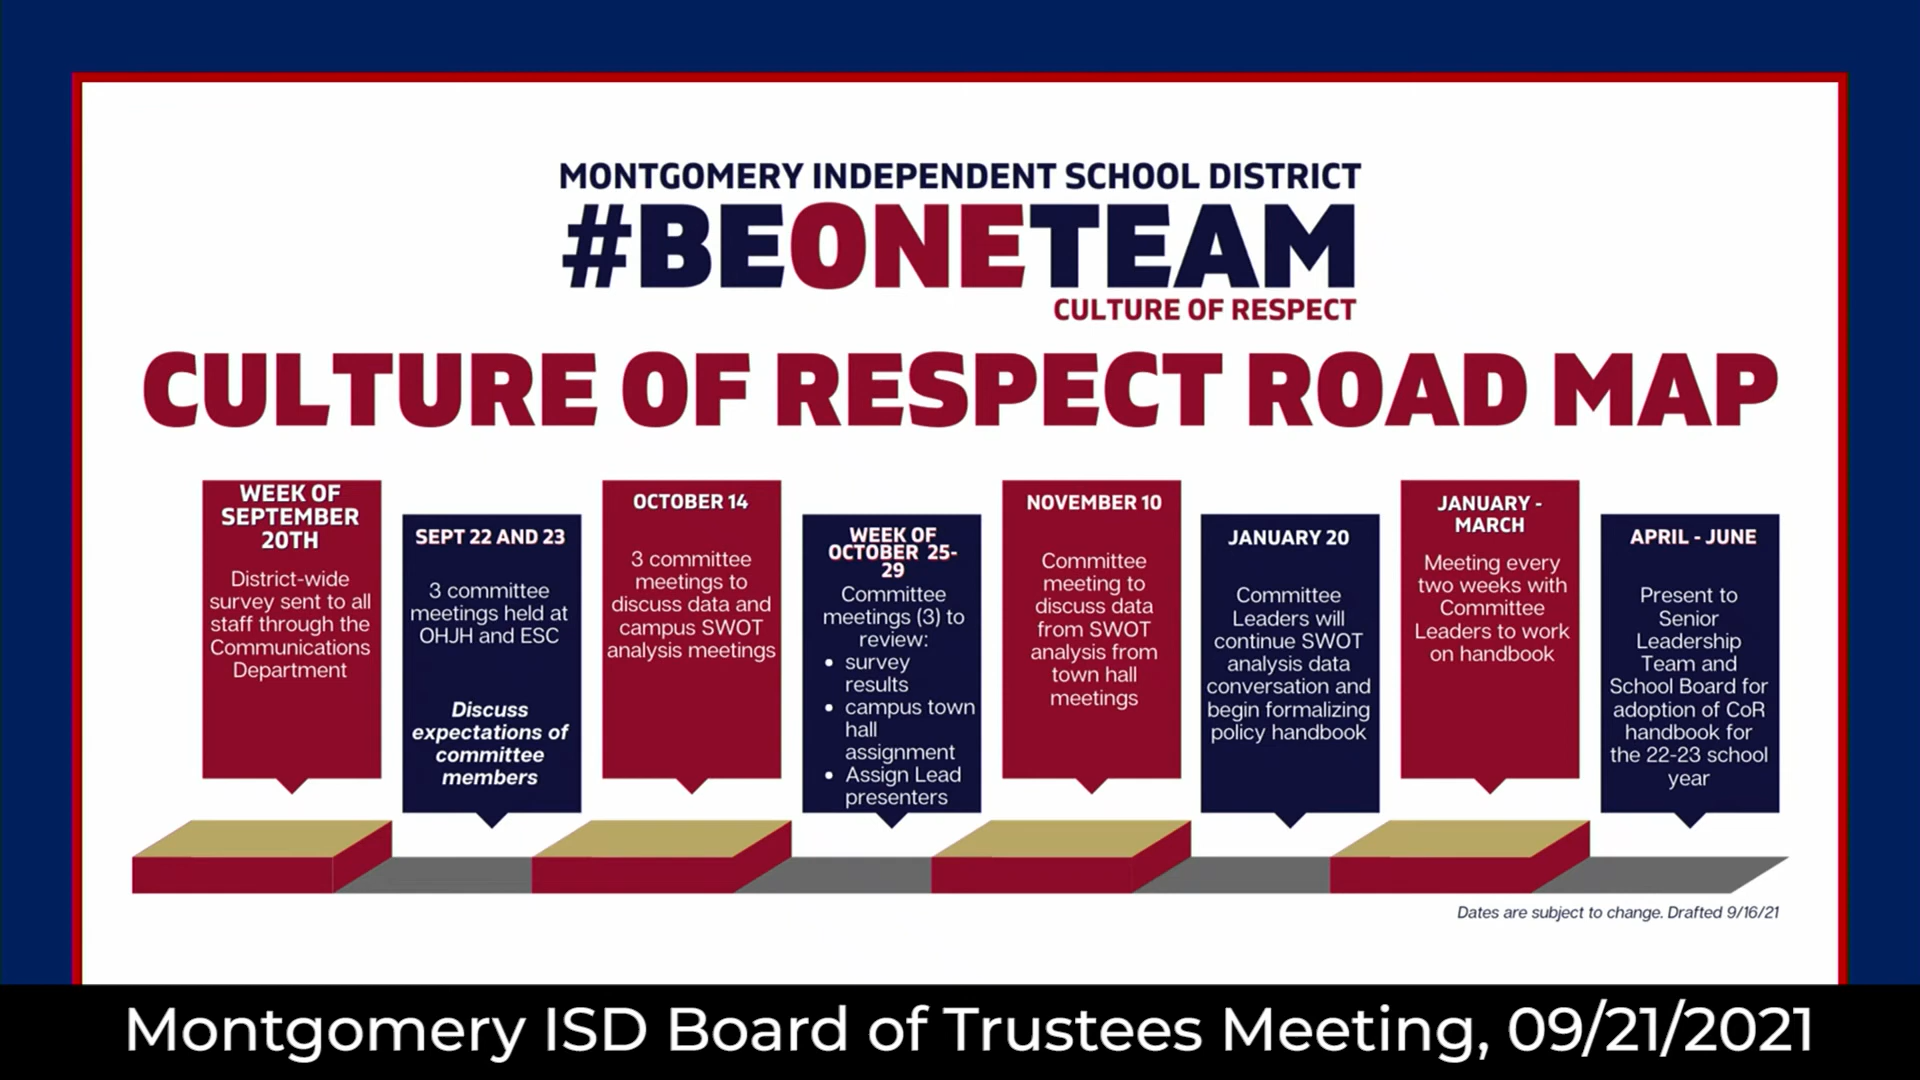 MONTGOMERY INDEPENDENT SCHOOL DISTRICT
#BEONETEAM
CULTURE OF RESPECT
CULTURE OF RESPECT ROAD MAP
WEEK OF
SEPTEMBER
20TH
District-wide
survey sent to all
staff through the
Communications
Department
SEPT 22 AND 23
3 committee
meetings held at
OHJH and ESC
Discuss
expectations of
committee
members
OCTOBER 14
3 committee
meetings to
discuss data and
campus SWOT
analysis meetings
WEEK OF
OCTOBER 25-
29
Committee
meetings (3) to
review:
• survey
results
• campus town
hall
assignment
• Assign Lead
presenters
NOVEMBER 10
Committee
meeting to
discuss data
from SWOT
analysis from
town hall
meetings
JANUARY 20
Committee
Leaders will
continue SWOT
analysis data
conversation and
begin formalizing
policy handbook
JANUARY -
MARCH
Meeting every
two weeks with
Committee
Leaders to work
on handbook
APRIL - JUNE
Present to
Senior
Leadership
Team and
School Board for
adoption of CoR
handbook for
the 22-23 school
year
Dates are subject to change. Drafted 9/16/21
Montgomery ISD Board of Trustees Meeting, 09/21/2021